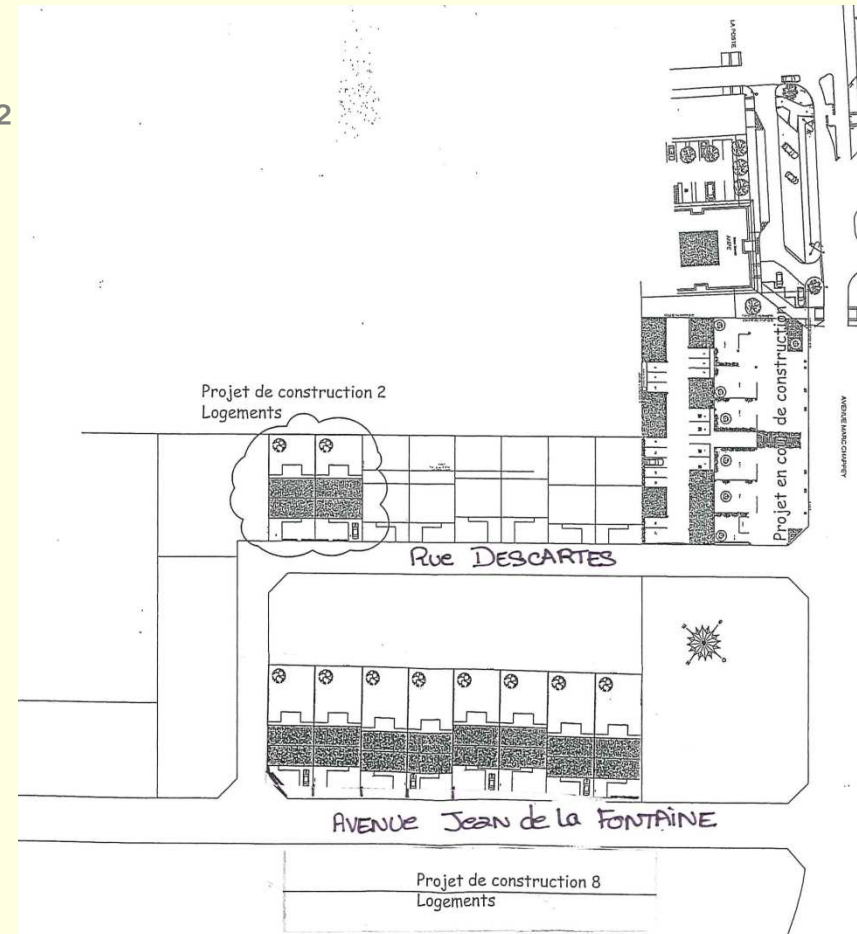 2
LA POSTE
Projet de construction 2
Logements
Projet en cours de construction
AVENUE MARC CHAPPEY
Rue DESCARTES
AVENUE Jean de la FONTAINE
Projet de construction 8
Logements